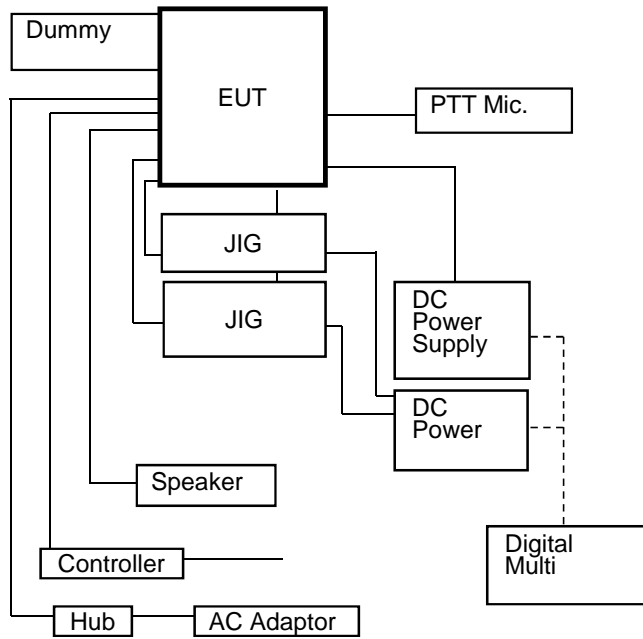 Dummy
EUT
PTT Mic.
JIG
JIG
DC
Power
Supply
DC
Power
Speaker
Digital
Multi
Controller
Hub
AC Adaptor